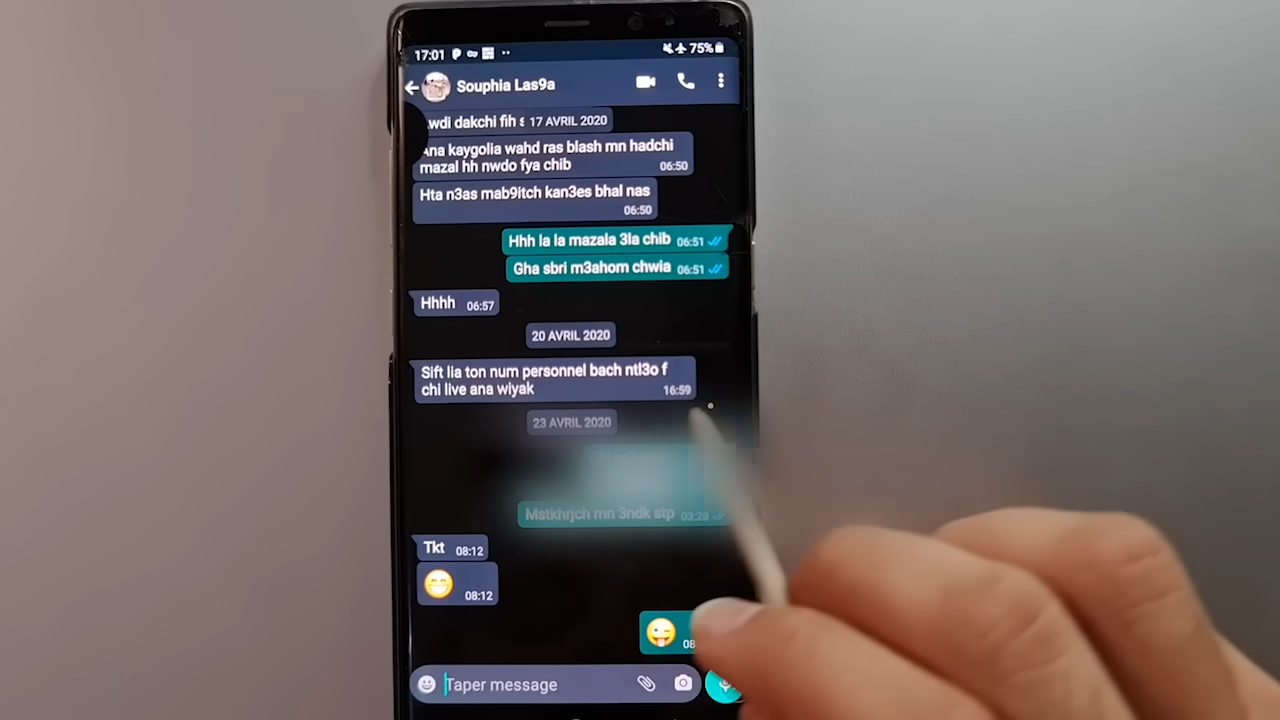 17:01
75%
Souphia Las9a
wdi dakchi fih
17 AVRIL 2020
Ana kaygolia wahd ras blash mn hadchi
mazal hh nwdo fya chib
06:50
Hta n3as mab9itch kan3es bhal nas
06:50
Hhh la la mazala 3la chib 06:51
Gha sbri m3ahom chwia 06:51
Hhhh 06:57
20 AVRIL 2020
Sift lia ton num personnel bach ntl3o f
chi live ana wiyak
16:59
23 AVRIL 2020
Mstkhrjch mn 3ndk stp 03:28
Tkt 08:12
08:12
08
Taper message